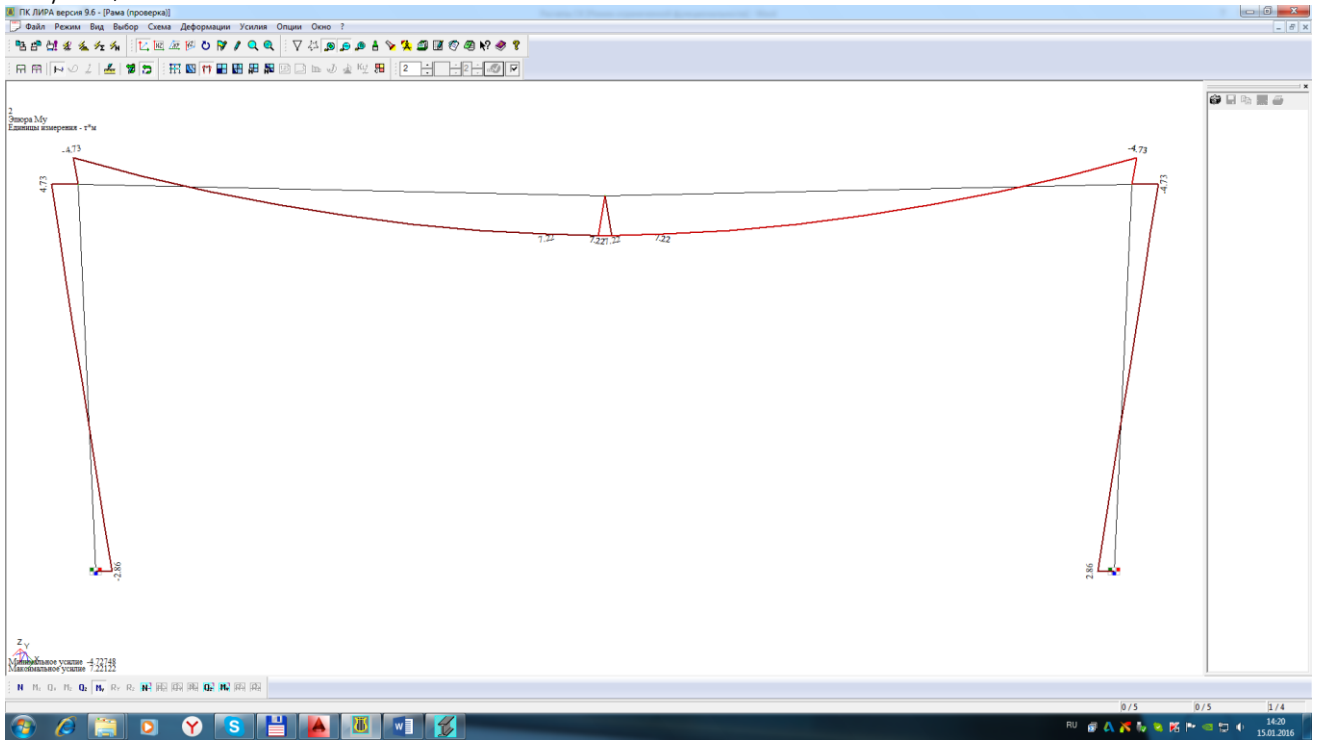 ПК ЛИРА версия 9.6 - [Рама (проверка)]
Файл Режим Вид Выбор Схема Деформации Усилия Опции Окно ?
2
2
2
Эпюра My
Единицы измерения - т*м
-4.73
-4.73
4.73
-4.73
7.22
7.22
7.22
7.22
-2.86
2.86
Z
Y
X
Минимальное усилие -4.72748
Максимальное усилие 7.22122
0 / 5
0 / 5
1 / 4
RU
14:20
15.01.2016